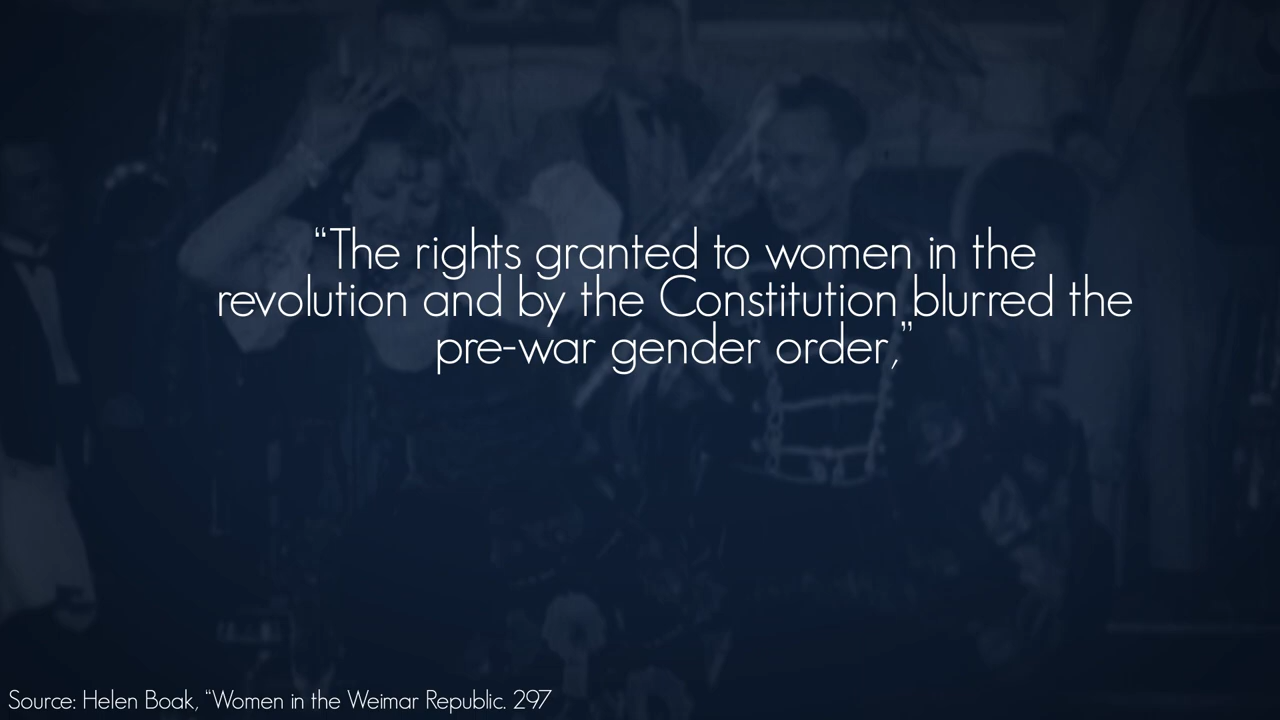 “The rights granted to women in the
revolution and by the Constitution blurred the
pre-war gender order,”
Source: Helen Boak, “Women in the Weimar Republic. 297